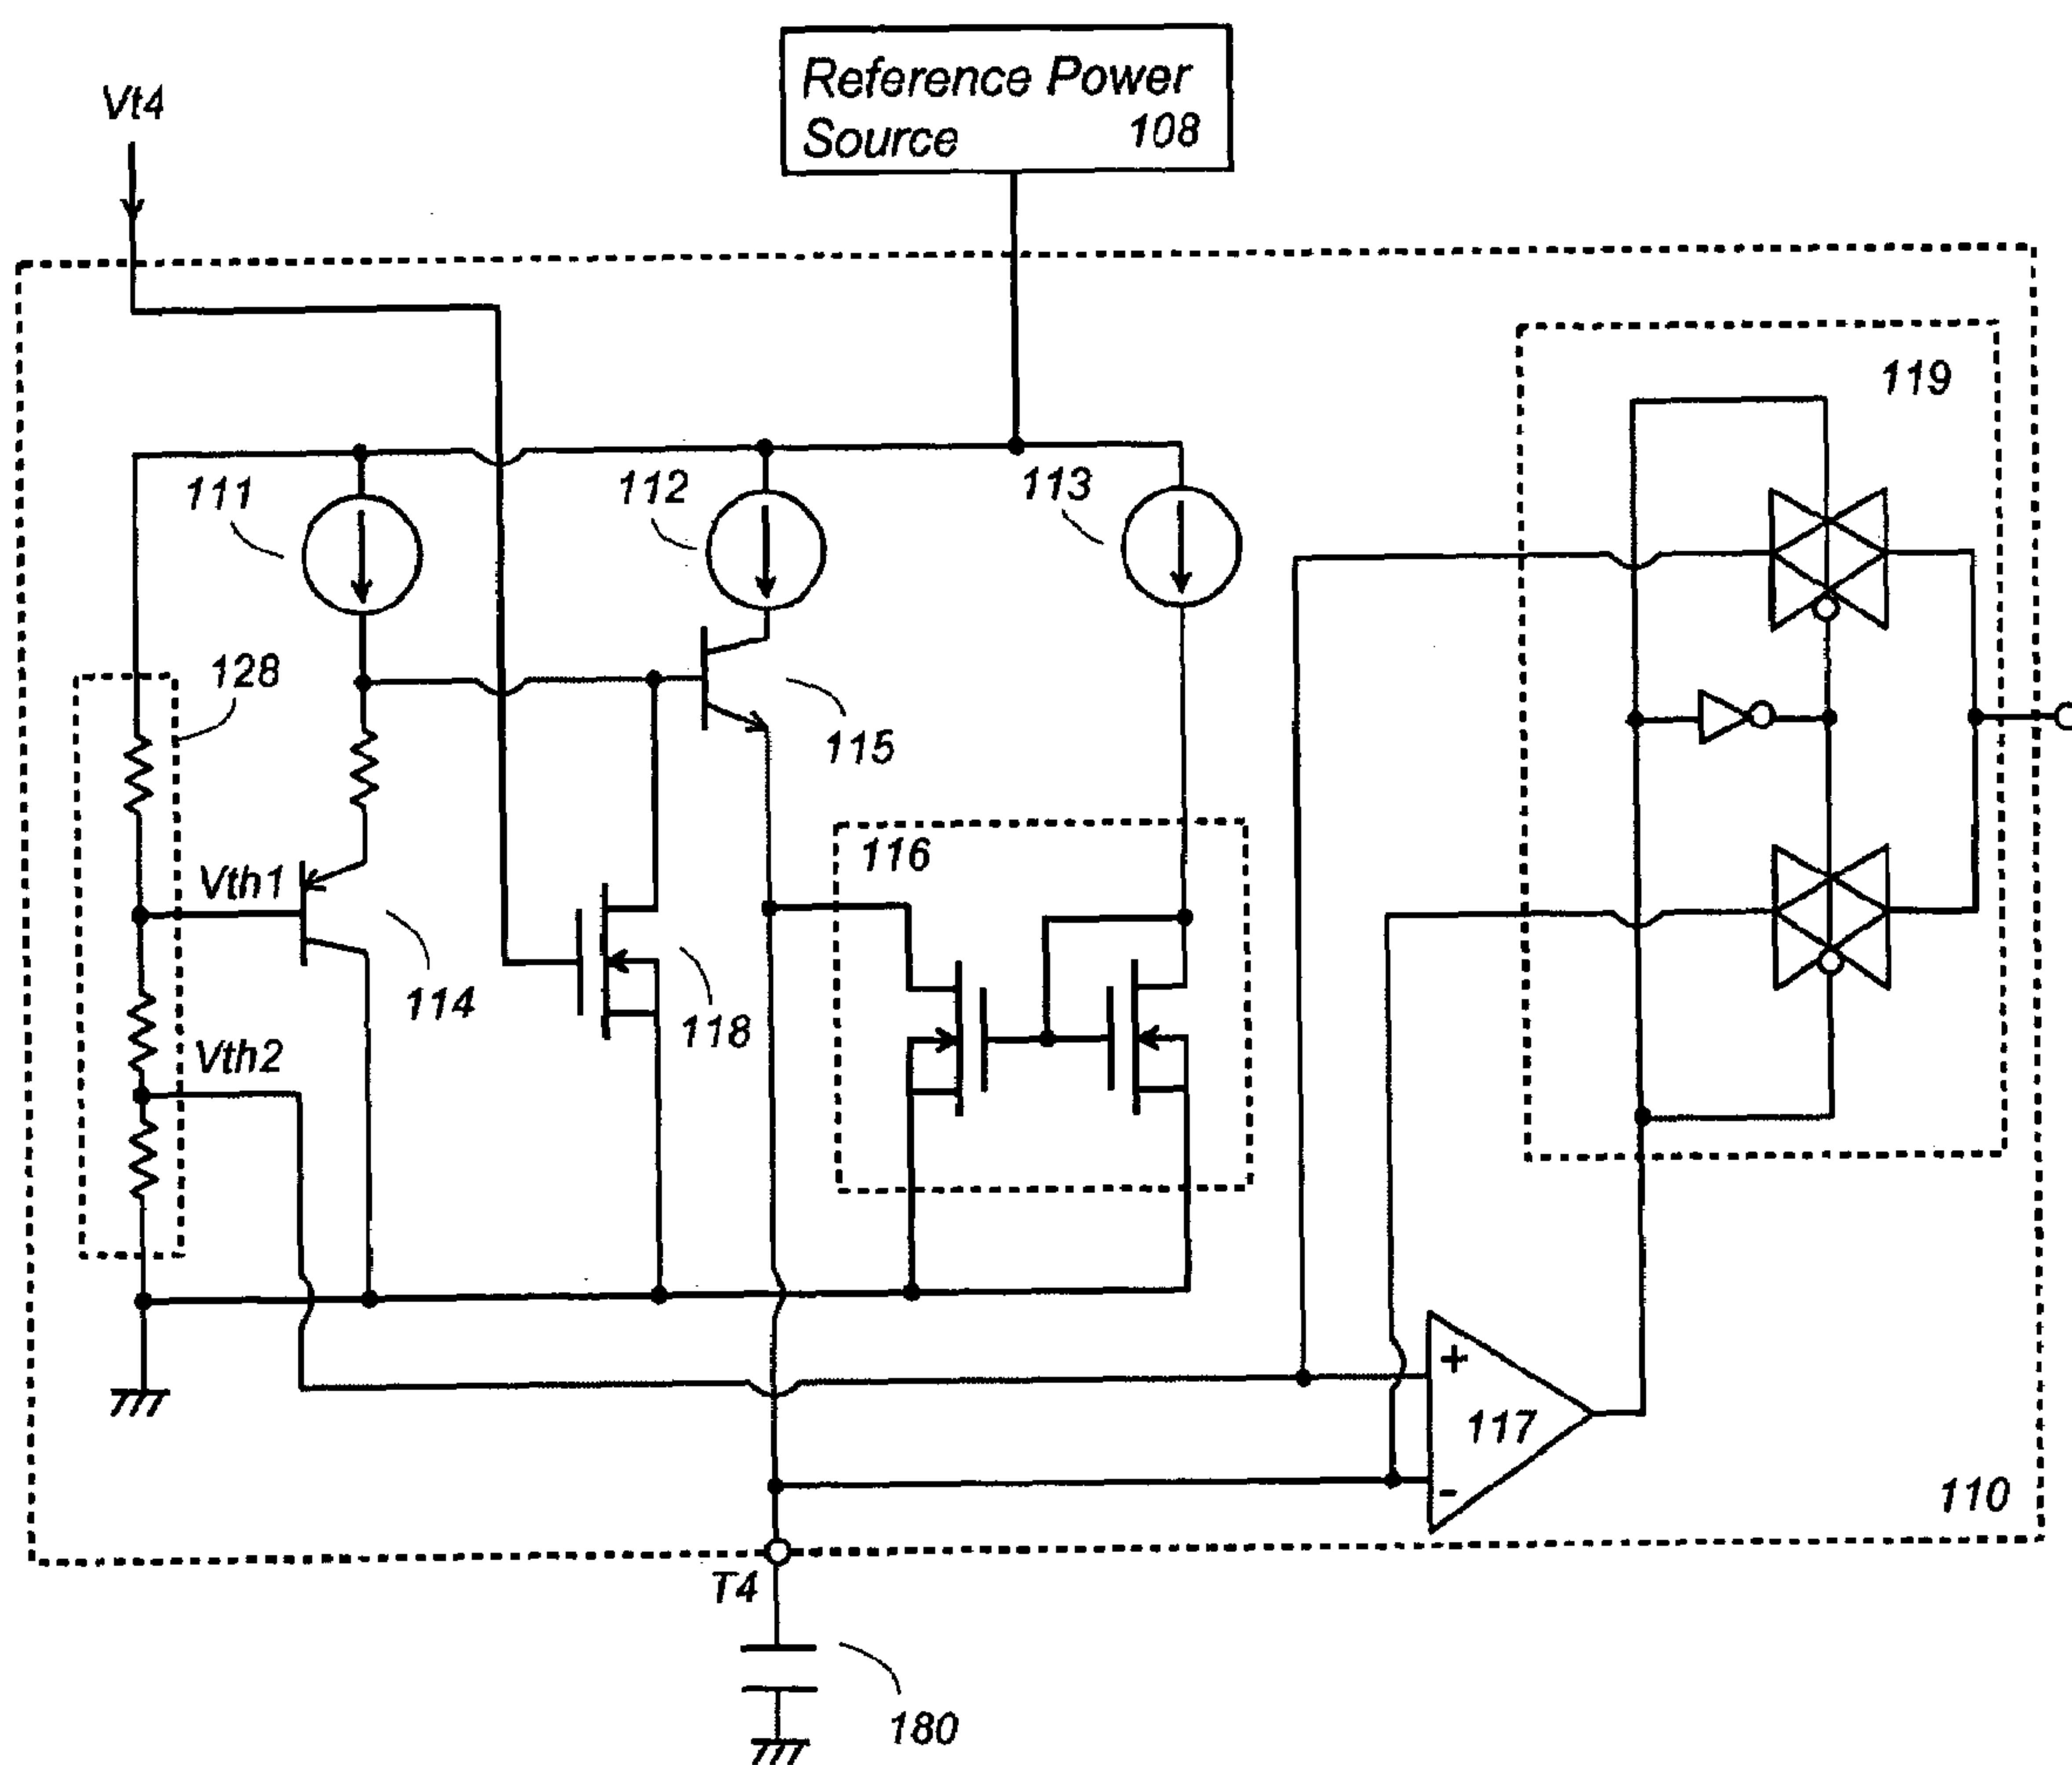 Reference Power
Source 108
Vt4
119
111
112
113
128
115
116
Vth1
114
118
Vth2
+
117
-
110
T4
180